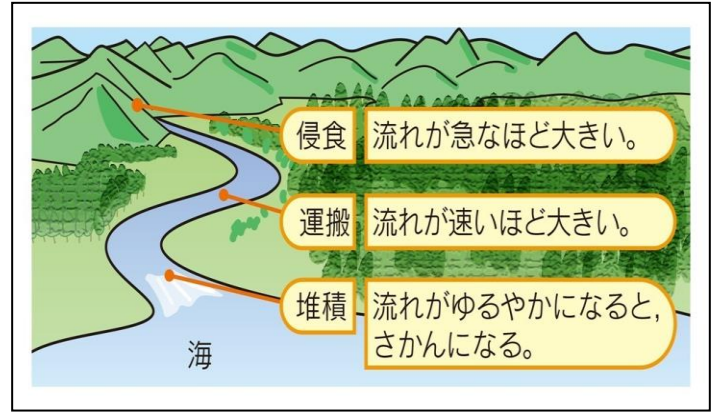 侵食 流れが急なほど大きい。
運搬 流れが速いほど大きい。
堆積 流れがゆるやかになると,
さかんになる。
海